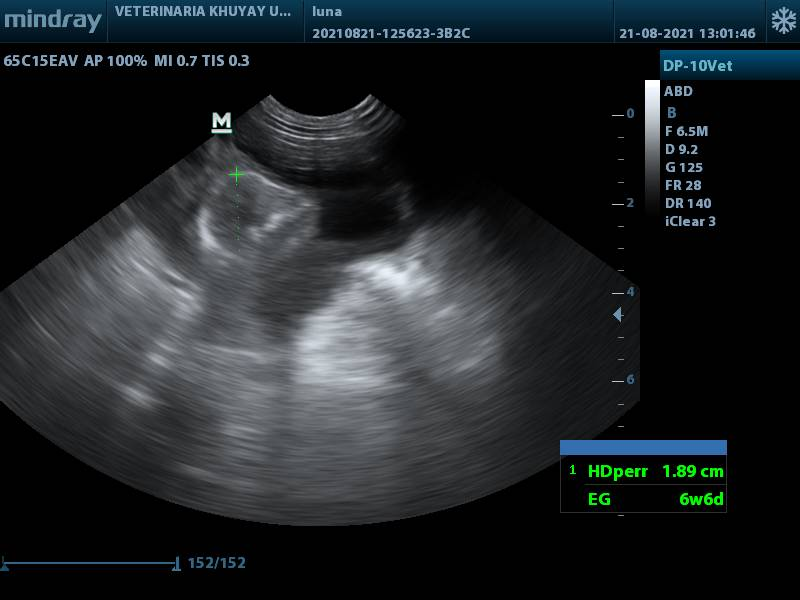 mindray
VETERINARIA KHUYAY U...
luna
20210821-125623-3B2C
21-08-2021 13:01:46
65C15EAV AP 100% MI 0.7 TIS 0.3
DP-10Vet
ABD
B
F 6.5M
D 9.2
G 125
FR 28
DR 140
iClear 3
M
0
2
4
6
1 HDperr 1.89 cm
EG 6w6d
152/152